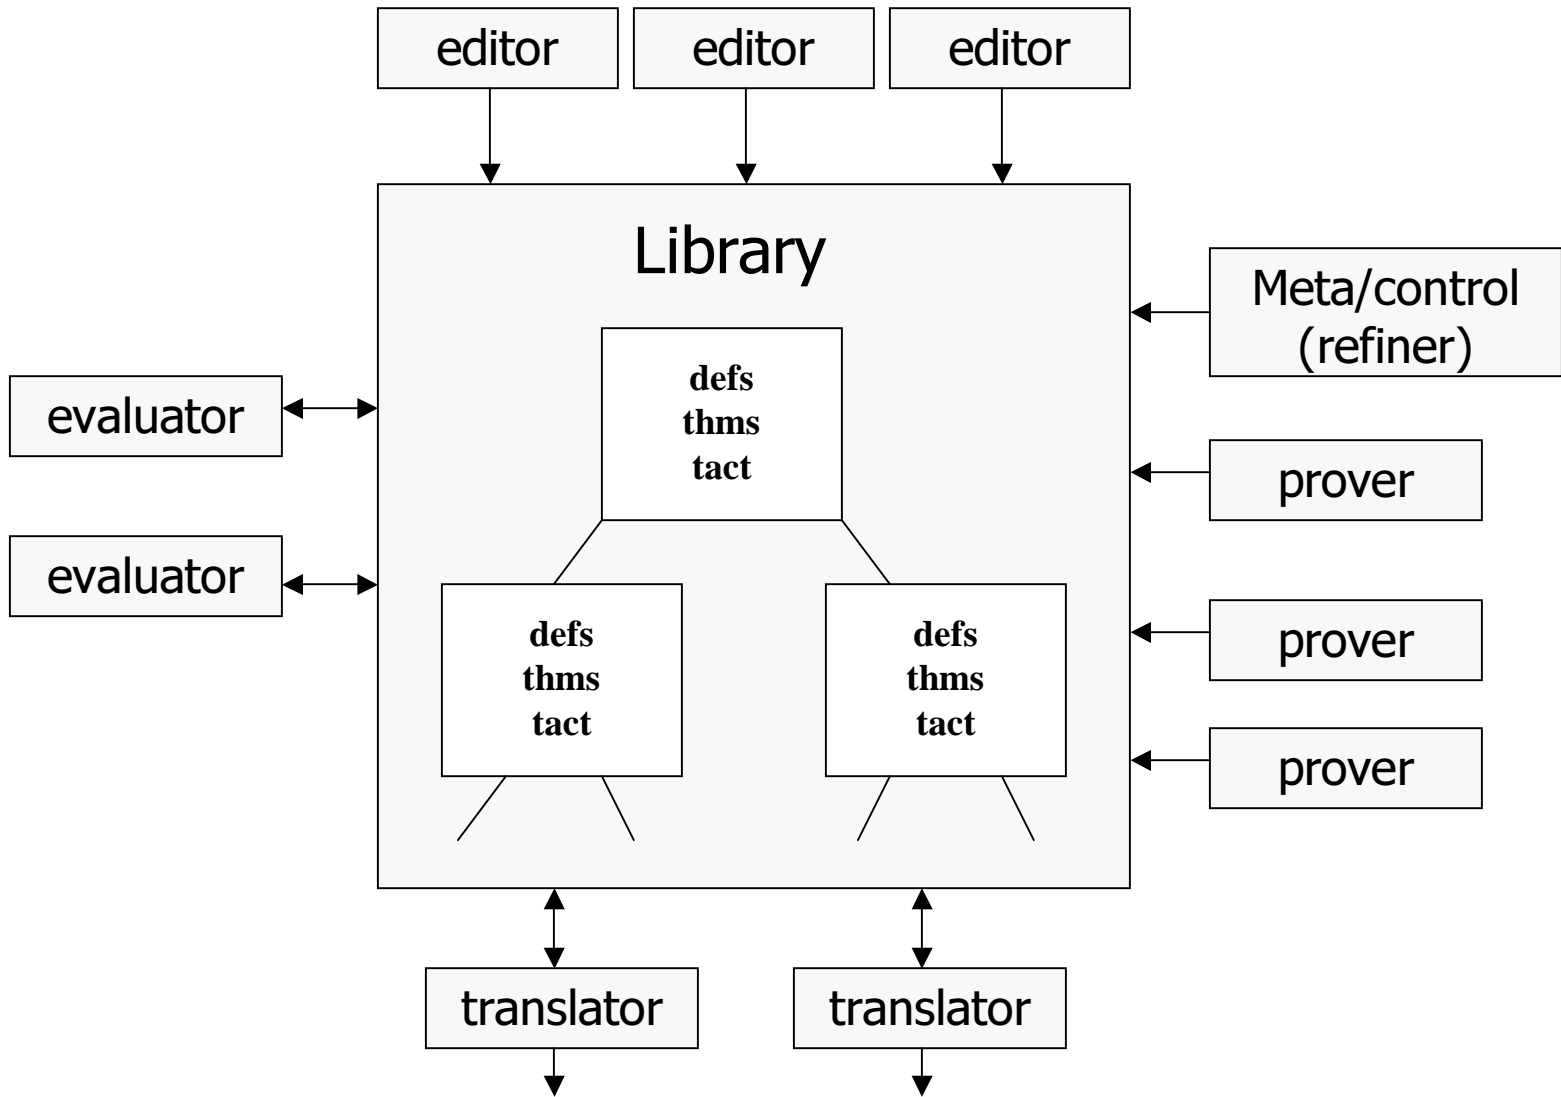 editor
editor
editor
Library
Meta/control
(refiner)
defs
thms
tact
evaluator
prover
evaluator
prover
defs
thms
tact
defs
thms
tact
prover
translator
translator